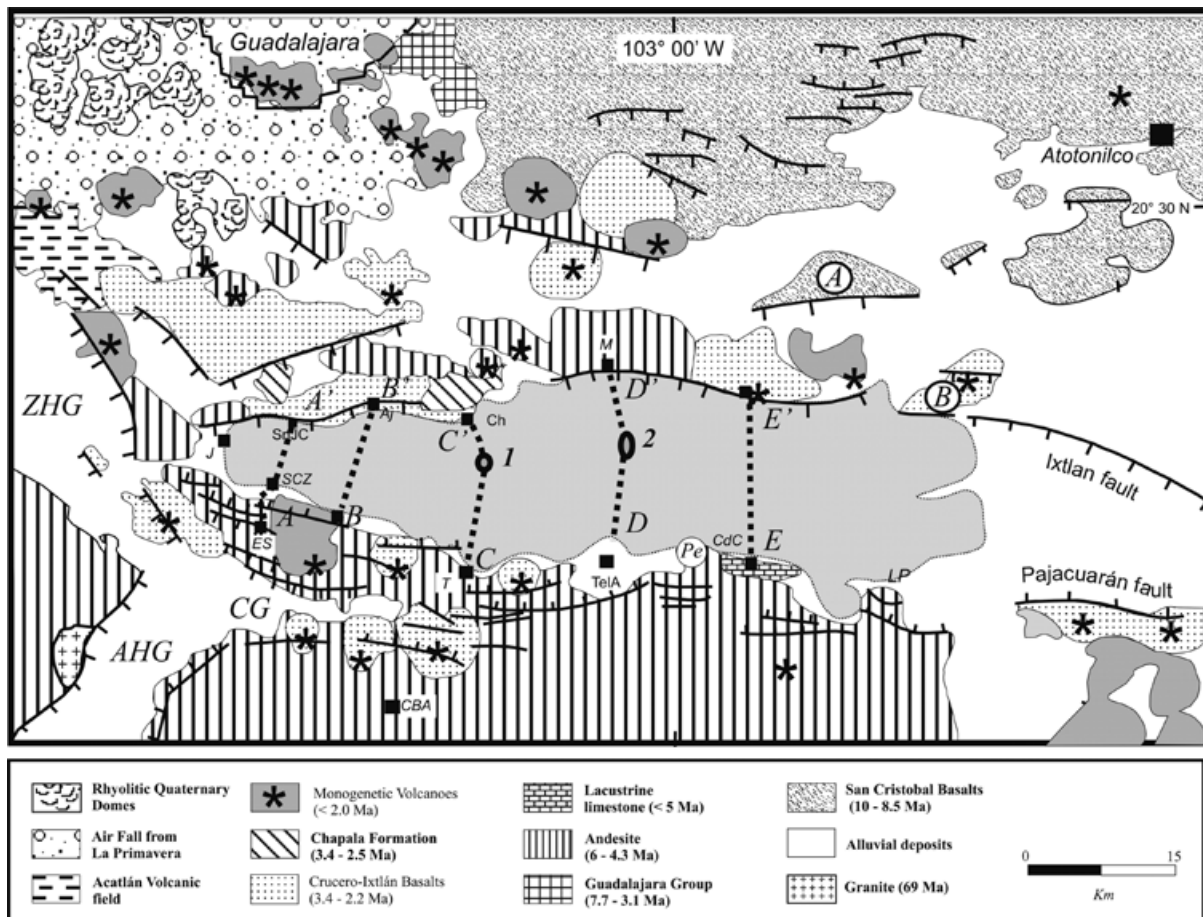 Guadalajara
103° 00' W
Atotonilco
20° 30 N
A
M
B
ZHG
A'
B'
Aj
D'
E'
Ch
C'
J
SnJC
1
2
Ixtlan fault
SCZ
A
B
D
ES
C
T
TelA
Pe
CdC
E
LP
Pajacuarán fault
CG
AHG
CBA
Rhyolitic Quaternary
Domes
Monogenetic Volcanoes
(< 2.0 Ma)
Lacustrine
limestone (< 5 Ma)
San Cristobal Basalts
(10 - 8.5 Ma)
Air Fall from
La Primavera
Chapala Formation
(3.4 - 2.5 Ma)
Andesite
(6 - 4.3 Ma)
Alluvial deposits
Acatlán Volcanic
field
Crucero-Ixtlán Basalts
(3.4 - 2.2 Ma)
Guadalajara Group
(7.7 - 3.1 Ma)
Granite (69 Ma)
0
15
Km